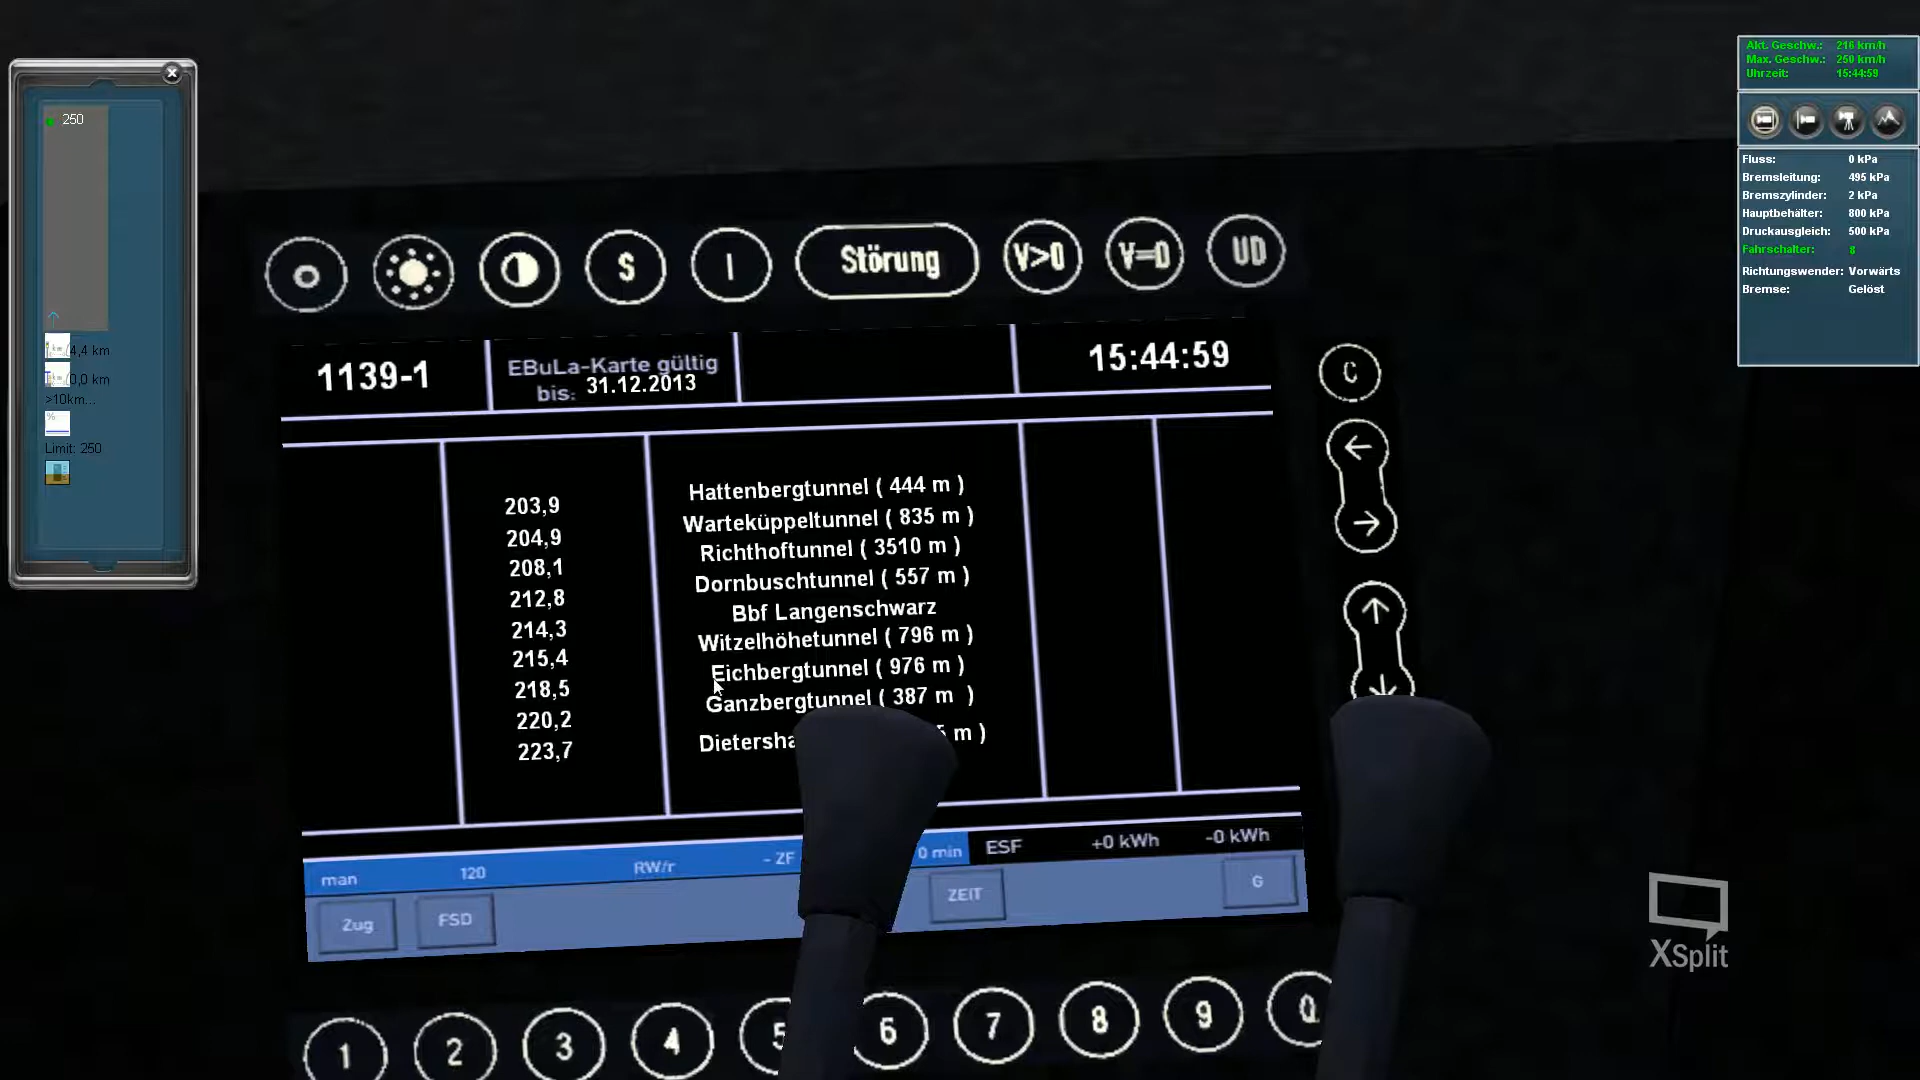 250
4,4 km
0,0 km
>10km...
%
Limit: 250
Akt. Geschw.: 216 km/h
Max. Geschw.: 250 km/h
Uhrzeit: 15:44:59
Fluss: 0 kPa
Bremsleitung: 495 kPa
Bremszylinder: 2 kPa
Hauptbehälter: 800 kPa
Druckausgleich: 500 kPa
Fahrschalter: 8
Richtungswender: Vorwärts
Bremse: Gelöst
$ I Störung V>0 V=0 UD
1139-1 EBuLa-Karte gültig bis: 31.12.2013 15:44:59
C
203,9 Hattenbergtunnel ( 444 m )
204,9 Warteküppeltunnel ( 835 m )
208,1 Richthoftunnel ( 3510 m )
212,8 Dornbuschtunnel ( 557 m )
214,3 Bbf Langenschwarz
215,4 Witzelhöhetunnel ( 796 m )
218,5 Eichbergtunnel ( 976 m )
220,2 Ganzbergtunnel ( 387 m )
223,7 m )
man 120 RW/r - ZF 0 min ESF +0 kWh -0 kWh
Zug FSD ZEIT G
1 2 3 4 5 6 7 8 9 0
XSplit